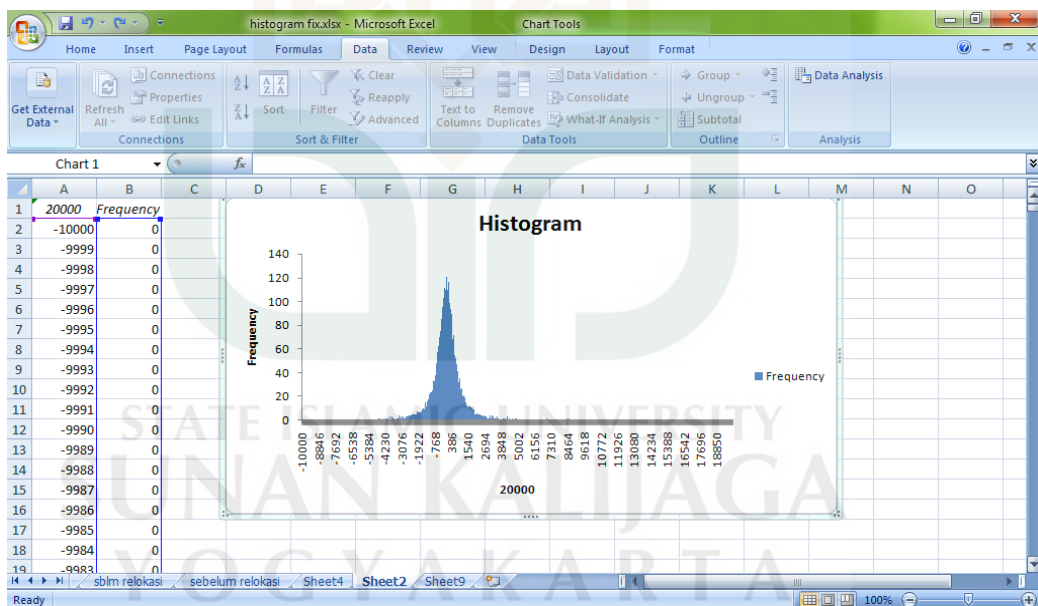 histogram fix.xlsx - Microsoft Excel Chart Tools
Home Insert Page Layout Formulas Data Review View Design Layout Format
Get External Data
Refresh All
Connections
Properties
Edit Links
Connections
Sort
Filter
Clear
Reapply
Advanced
Sort & Filter
Text to Columns
Remove Duplicates
Data Validation
Consolidate
What-If Analysis
Data Tools
Group
Ungroup
Subtotal
Outline
Data Analysis
Analysis
Chart 1 fx
A B C D E F G H I J K L M N O
1 20000 Frequency
2 -10000 0
3 -9999 0
4 -9998 0
5 -9997 0
6 -9996 0
7 -9995 0
8 -9994 0
9 -9993 0
10 -9992 0
11 -9991 0
12 -9990 0
13 -9989 0
14 -9988 0
15 -9987 0
16 -9986 0
17 -9985 0
18 -9984 0
19 -9983 0
Histogram
Frequency
140
120
100
80
60
40
20
0
-10000 -8846 -7692 -6538 -5384 -4230 -3076 -1922 -768 386 1540 2694 3848 5002 6156 7310 8464 9618 10772 11926 13080 14234 15388 16542 17696 18850
20000
Frequency
STATE ISLAMIC UNIVERSITY
SUNAN KALIJAGA
YOGYAKARTA
sblm relokasi sebelum relokasi Sheet4 Sheet2 Sheet9
Ready 100%